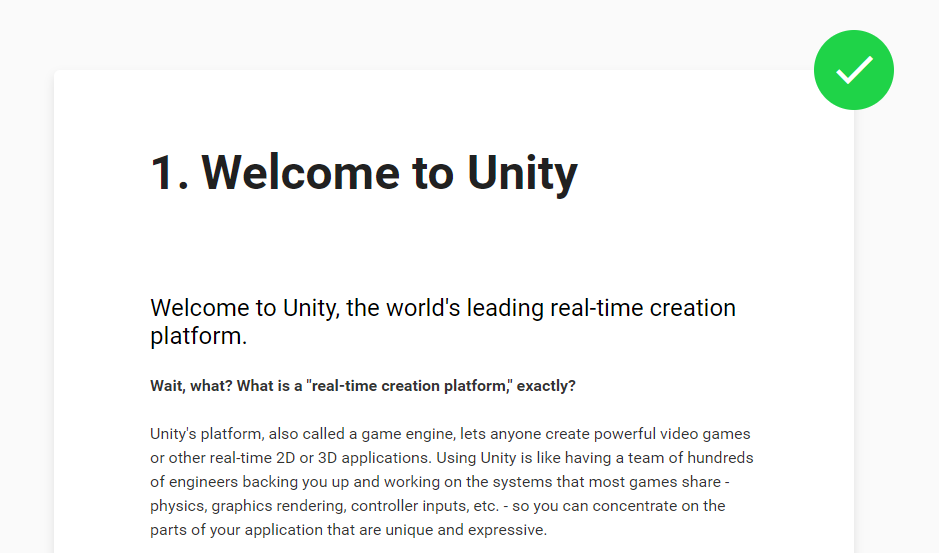 1. Welcome to Unity
Welcome to Unity, the world's leading real-time creation
platform.
Wait, what? What is a "real-time creation platform," exactly?
Unity's platform, also called a game engine, lets anyone create powerful video games
or other real-time 2D or 3D applications. Using Unity is like having a team of hundreds
of engineers backing you up and working on the systems that most games share -
physics, graphics rendering, controller inputs, etc. - so you can concentrate on the
parts of your application that are unique and expressive.